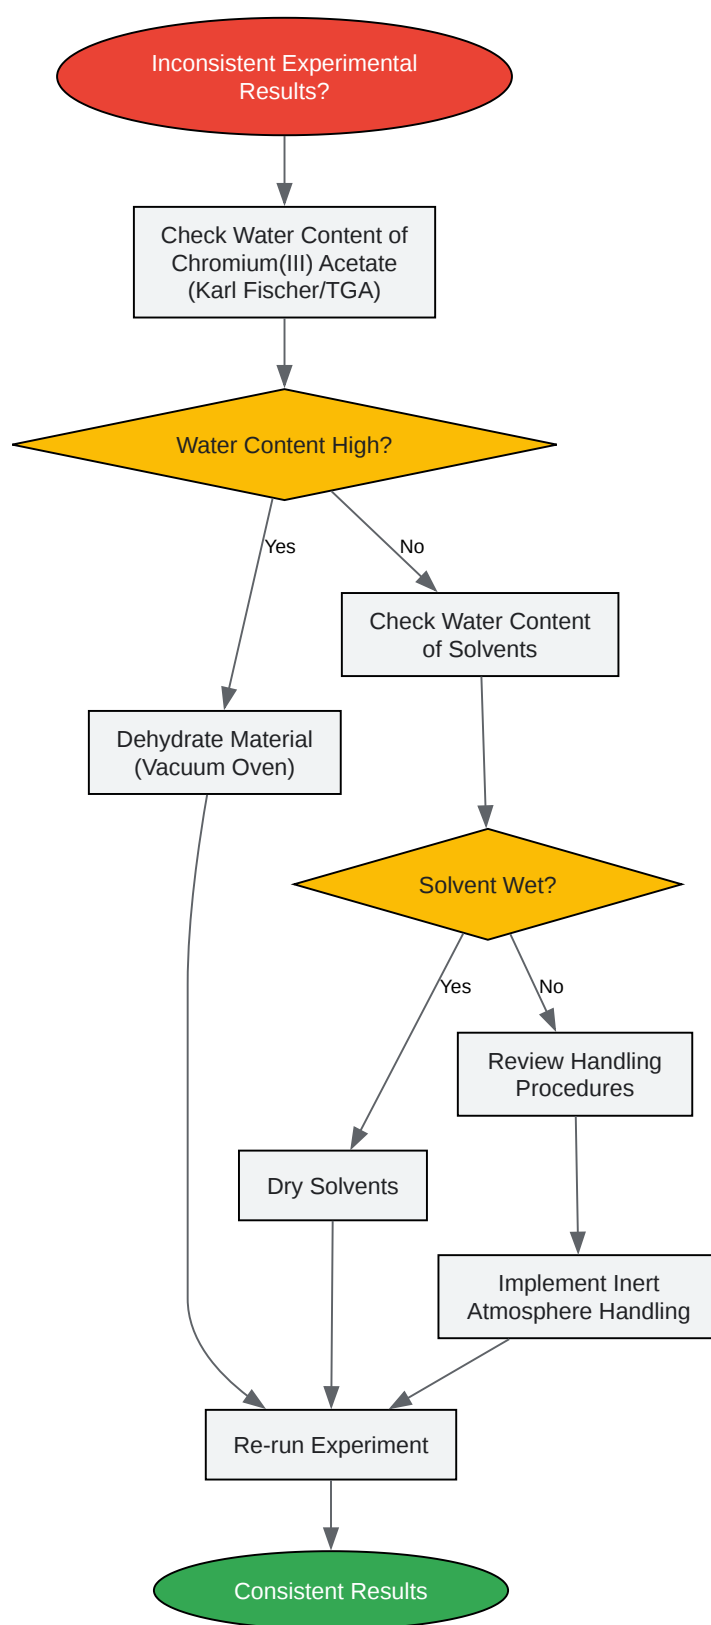 Inconsistent Experimental
Results?
Check Water Content of
Chromium(III) Acetate
(Karl Fischer/TGA)
Water Content High?
Yes
No
Check Water Content
of Solvents
Dehydrate Material
(Vacuum Oven)
Solvent Wet?
Yes
No
Review Handling
Procedures
Dry Solvents
Implement Inert
Atmosphere Handling
Re-run Experiment
Consistent Results